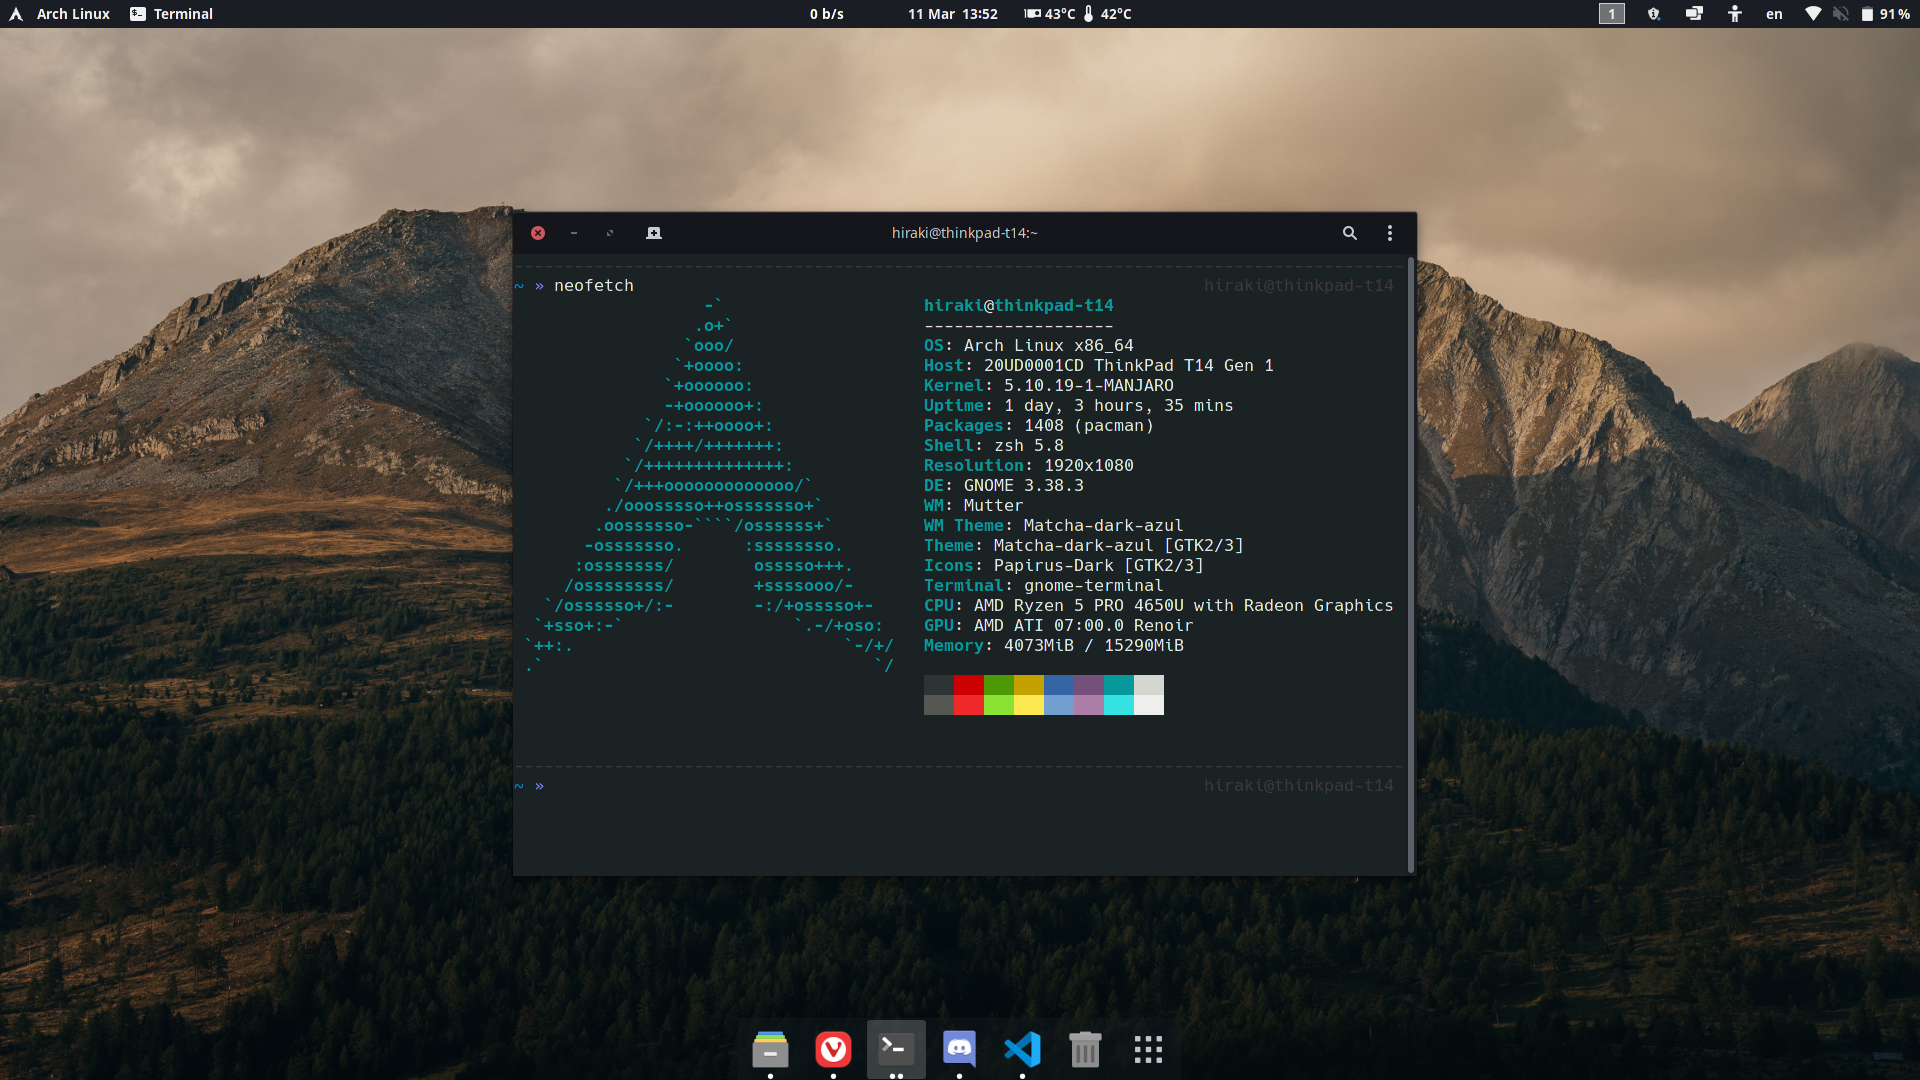 Arch Linux Terminal 0 b/s 11 Mar 13:52 43°C 42°C 1 en 91 %
hiraki@thinkpad-t14:~
~ » neofetch hiraki@thinkpad-t14
-` hiraki@thinkpad-t14
.o+` -------------------
`ooo/ OS: Arch Linux x86_64
`+oooo: Host: 20UD0001CD ThinkPad T14 Gen 1
`+oooooo: Kernel: 5.10.19-1-MANJARO
-+oooooo+: Uptime: 1 day, 3 hours, 35 mins
`/:-:++oooo+: Packages: 1408 (pacman)
`/++++/+++++++: Shell: zsh 5.8
`/++++++++++++++: Resolution: 1920x1080
`/+++ooooooooooooo/` DE: GNOME 3.38.3
./ooosssso++osssssso+` WM: Mutter
.oossssso-````/ossssss+` WM Theme: Matcha-dark-azul
-osssssso. :ssssssso. Theme: Matcha-dark-azul [GTK2/3]
:osssssss/ osssso+++. Icons: Papirus-Dark [GTK2/3]
/ossssssss/ +ssssooo/- Terminal: gnome-terminal
`/ossssso+/:- -:/+osssso+- CPU: AMD Ryzen 5 PRO 4650U with Radeon Graphics
`+sso+:-` `.-/+oso: GPU: AMD ATI 07:00.0 Renoir
`++:. `-/+/ Memory: 4073MiB / 15290MiB
.` `/
~ » hiraki@thinkpad-t14